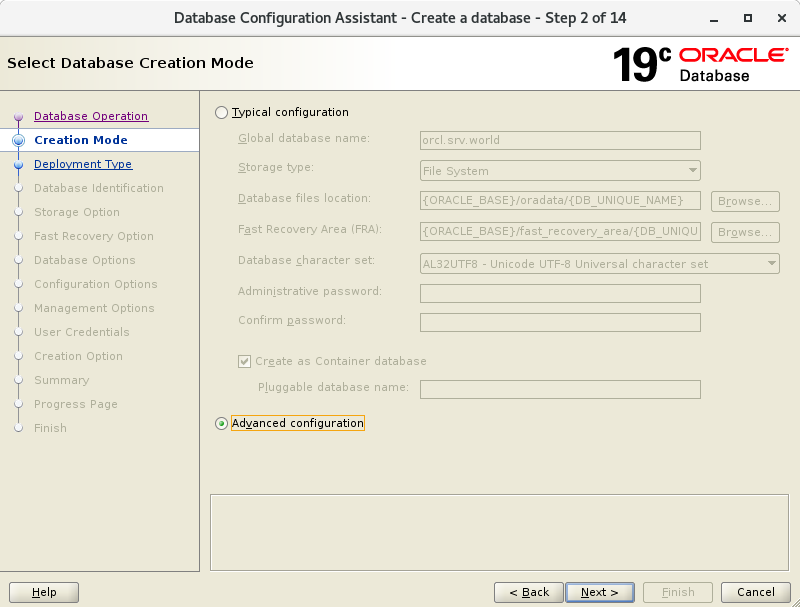 Database Configuration Assistant - Create a database - Step 2 of 14
Select Database Creation Mode
19c ORACLE
Database
Database Operation
Creation Mode
Deployment Type
Database Identification
Storage Option
Fast Recovery Option
Database Options
Configuration Options
Management Options
User Credentials
Creation Option
Summary
Progress Page
Finish
Typical configuration
Global database name: orcl.srv.world
Storage type: File System
Database files location: {ORACLE_BASE}/oradata/{DB_UNIQUE_NAME} Browse...
Fast Recovery Area (FRA): {ORACLE_BASE}/fast_recovery_area/{DB_UNIQU Browse...
Database character set: AL32UTF8 - Unicode UTF-8 Universal character set
Administrative password:
Confirm password:
Create as Container database
Pluggable database name:
Advanced configuration
Help < Back Next > Finish Cancel